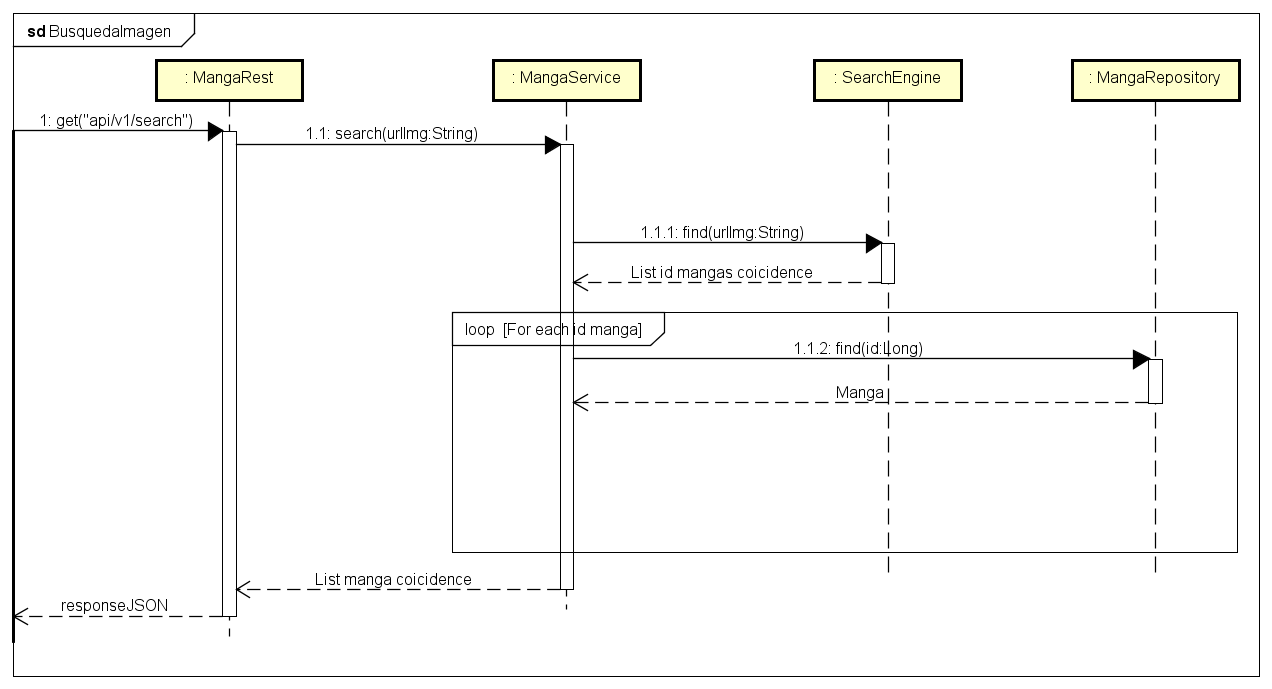 sd BusquedaImagen
: MangaRest
: MangaService
: SearchEngine
: MangaRepository
1: get("api/v1/search")
1.1: search(urlImg:String)
1.1.1: find(urlImg:String)
List id mangas coicidence
loop [For each id manga]
1.1.2: find(id:Long)
Manga
List manga coicidence
responseJSON